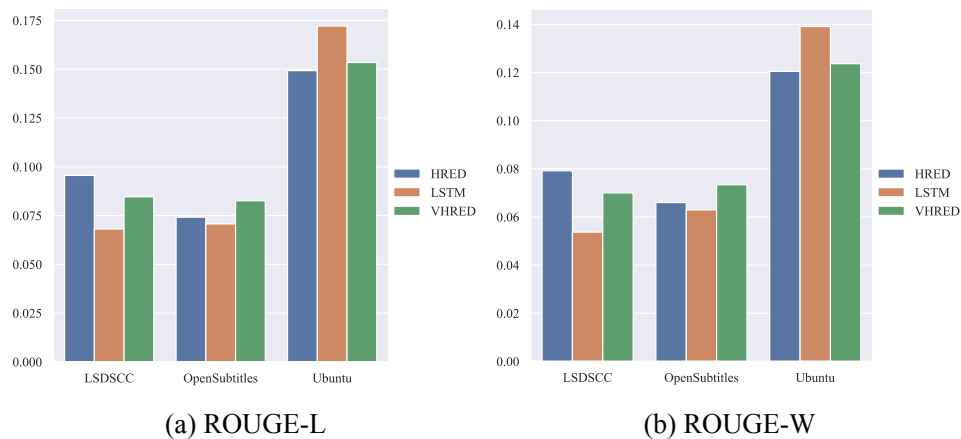 0.175
0.150
0.125
0.100
0.075
0.050
0.025
0.000
LSDSCC OpenSubtitles Ubuntu
HRED
LSTM
VHRED
(a) ROUGE-L
0.14
0.12
0.10
0.08
0.06
0.04
0.02
0.00
LSDSCC OpenSubtitles Ubuntu
HRED
LSTM
VHRED
(b) ROUGE-W